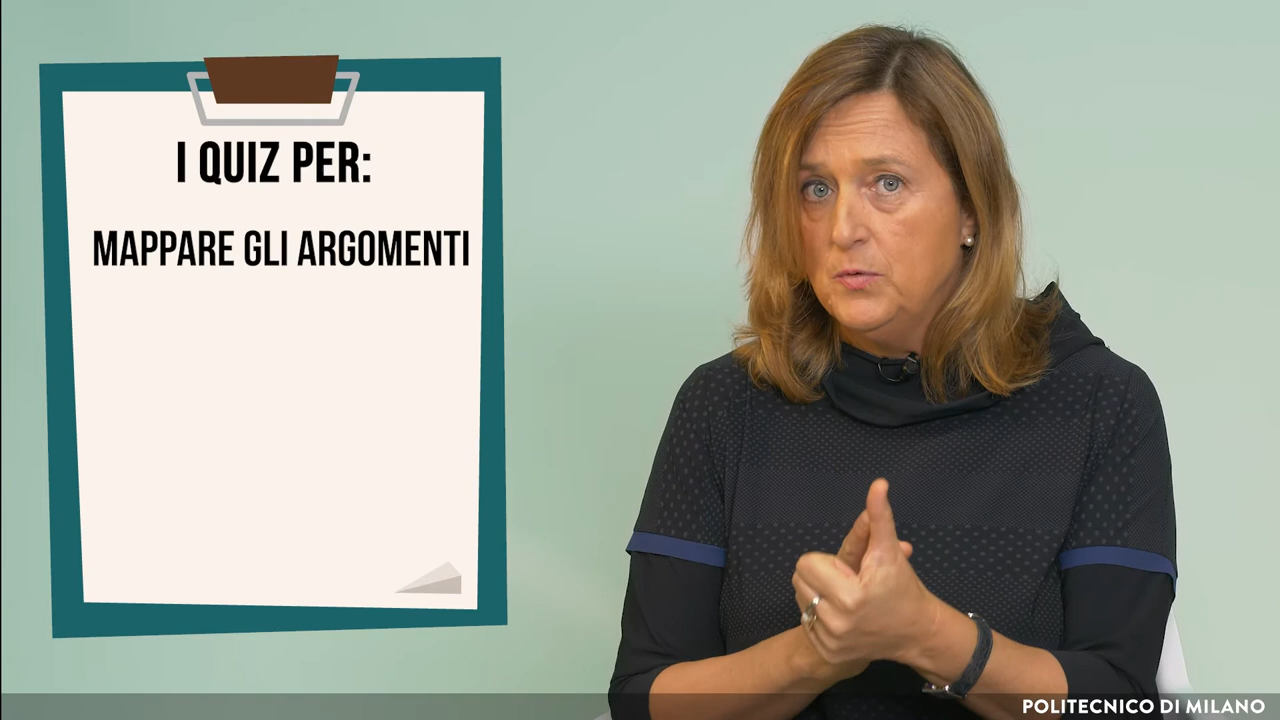 I QUIZ PER:
MAPPARE GLI ARGOMENTI
POLITECNICO DI MILANO